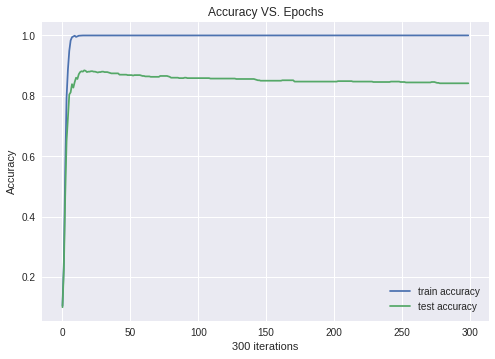 Accuracy VS. Epochs
1.0
0.8
0.6
0.4
0.2
Accuracy
0 50 100 150 200 250 300
300 iterations
train accuracy
test accuracy